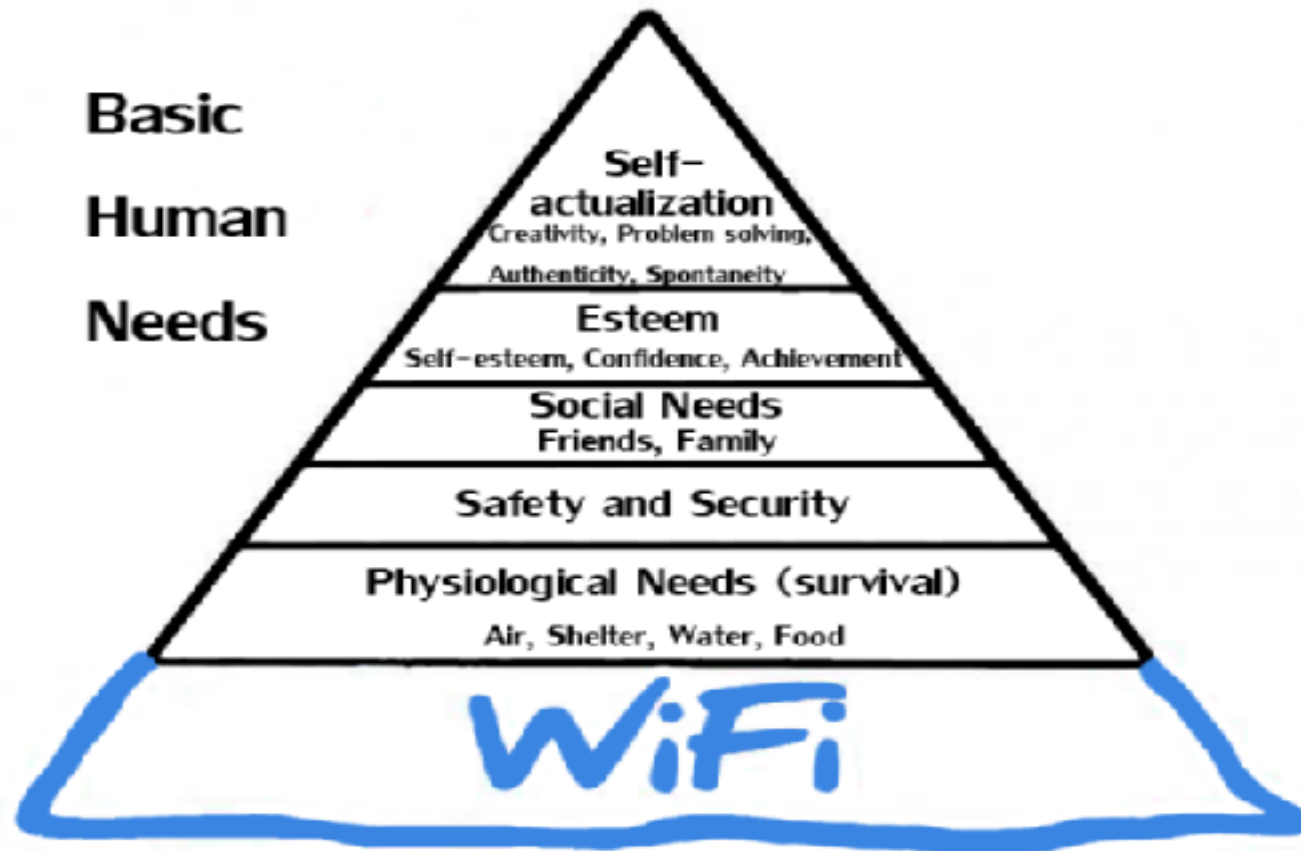 Basic
Human
Needs
Self-
actualization
Creativity, Problem solving,
Authenticity, Spontaneity
Esteem
Self-esteem, Confidence, Achievement
Social Needs
Friends, Family
Safety and Security
Physiological Needs (survival)
Air, Shelter, Water, Food
WiFi